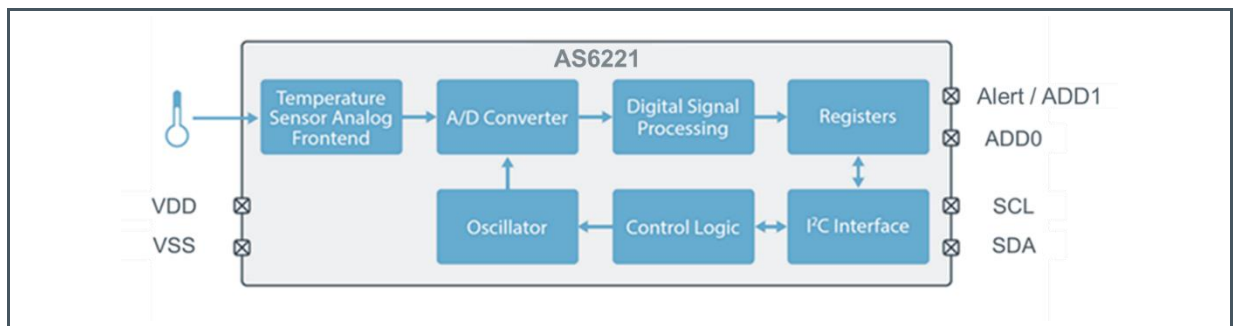 AS6221
Temperature
Sensor Analog
Frontend
A/D Converter
Digital Signal
Processing
Registers
Alert / ADD1
ADD0
VDD
VSS
Oscillator
Control Logic
I²C Interface
SCL
SDA